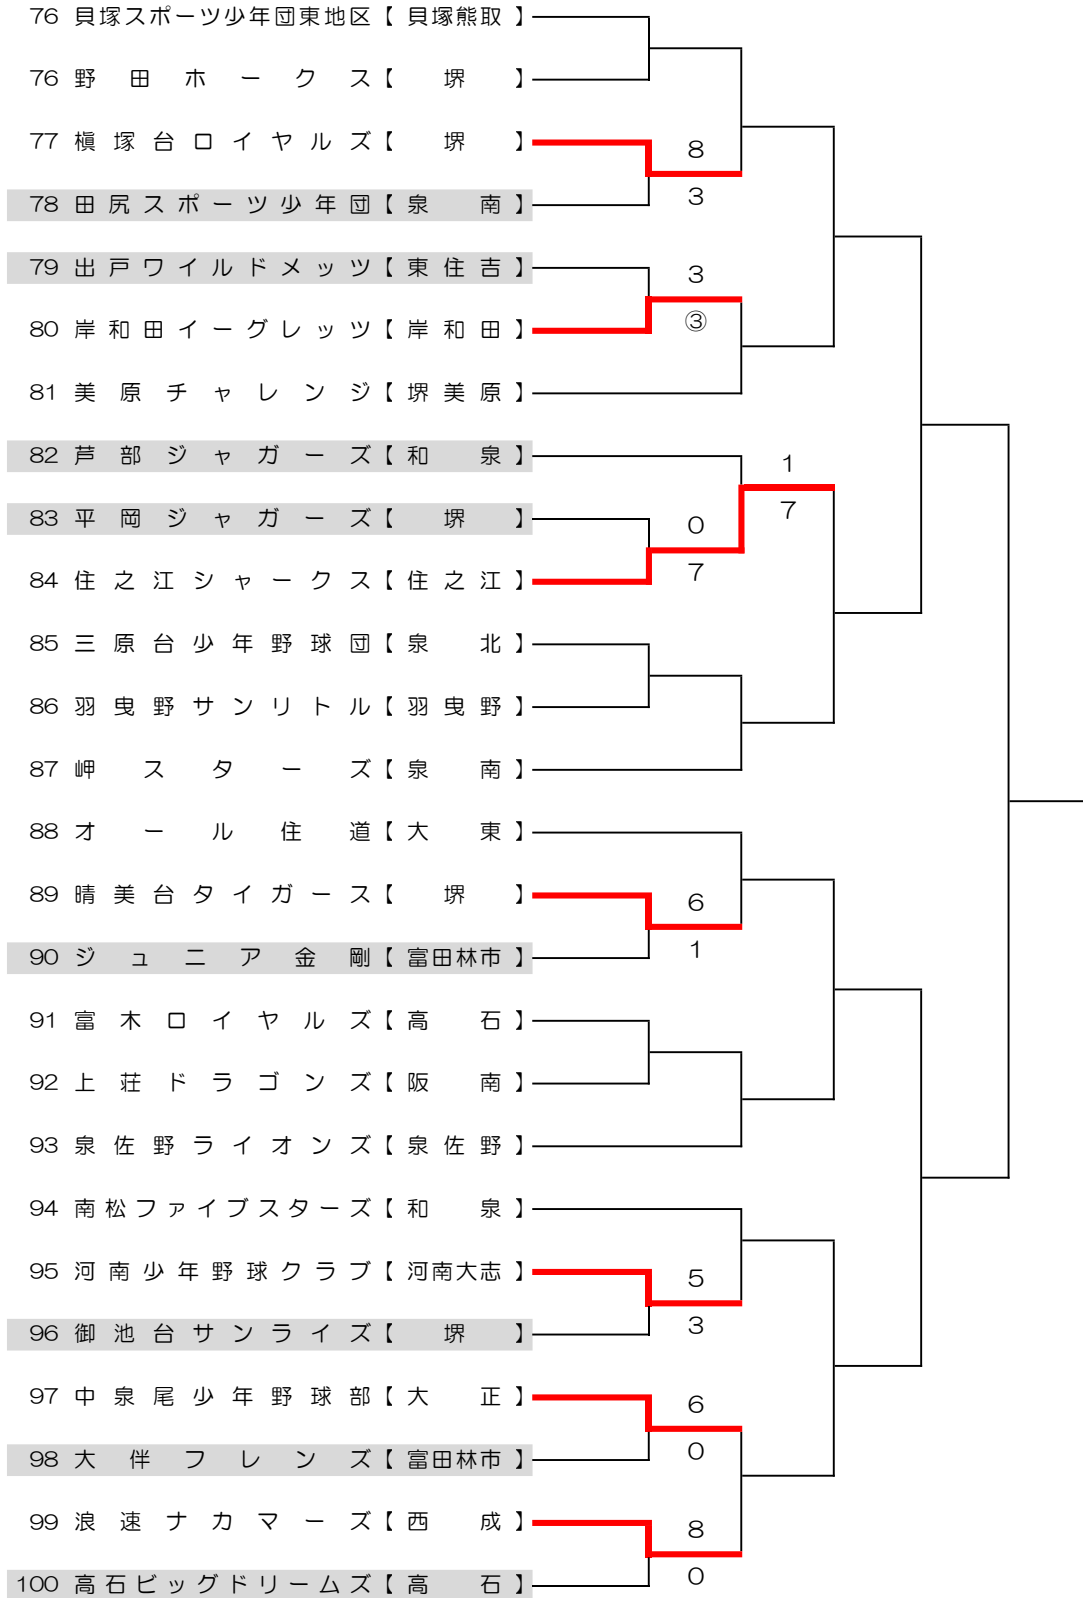 76 貝塚スポーツ少年団東地区【 貝塚熊取 】
76 野田ホークス【 堺 】
77 槇塚台ロイヤルズ【 堺 】
8
3
78 田尻スポーツ少年団【 泉南 】
79 出戸ワイルドメッツ【 東住吉 】
3
③
80 岸和田イーグレッツ【 岸和田 】
81 美原チャレンジ【 堺美原 】
82 芦部ジャガーズ【 和泉 】
1
7
83 平岡ジャガーズ【 堺 】
0
7
84 住之江シャークス【 住之江 】
85 三原台少年野球団【 泉北 】
86 羽曳野サンリトル【 羽曳野 】
87 岬スターズ【 泉南 】
88 オール住道【 大東 】
89 晴美台タイガース【 堺 】
6
1
90 ジュニア金剛【 富田林市 】
91 富木ロイヤルズ【 高石 】
92 上荘ドラゴンズ【 阪南 】
93 泉佐野ライオンズ【 泉佐野 】
94 南松ファイブスターズ【 和泉 】
95 河南少年野球クラブ【 河南大志 】
5
3
96 御池台サンライズ【 堺 】
97 中泉尾少年野球部【 大正 】
6
0
98 大伴フレンズ【 富田林市 】
99 浪速ナカマーズ【 西成 】
8
0
100 高石ビッグドリームズ【 高石 】